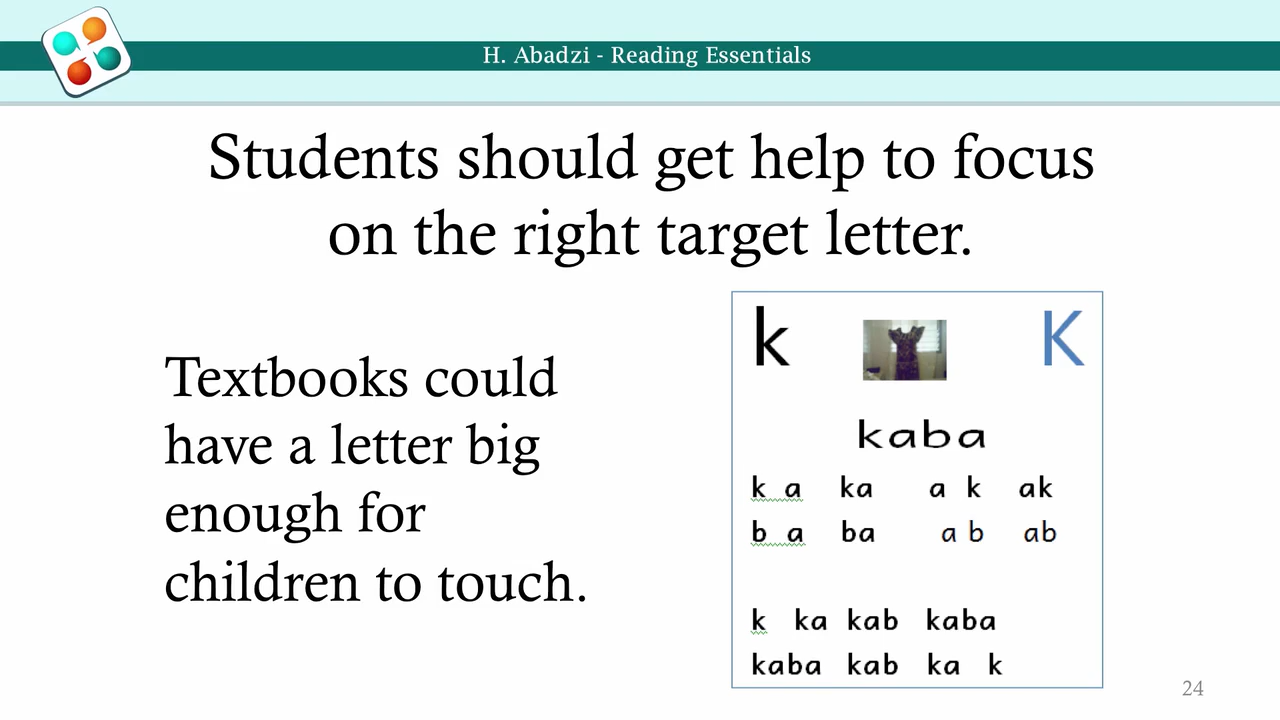 H. Abadzi - Reading Essentials
Students should get help to focus
on the right target letter.
Textbooks could
have a letter big
enough for
children to touch.
k K
kaba
k a ka a k ak
b a ba a b ab
k ka kab kaba
kaba kab ka k
24